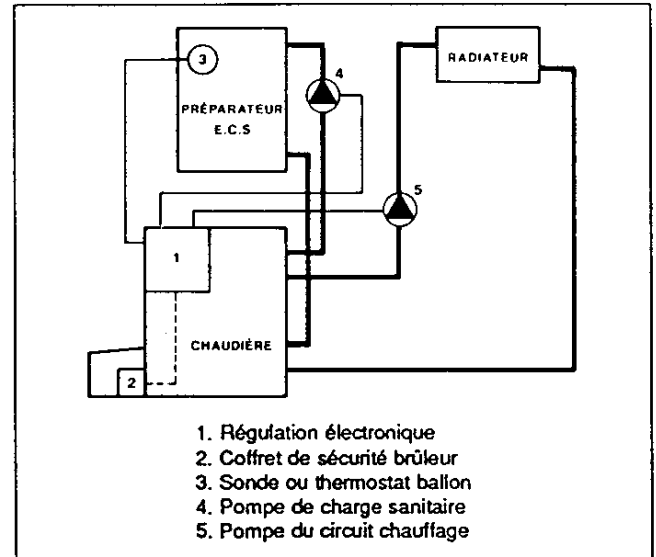 3
4
RADIATEUR
PRÉPARATEUR
E.C.S
5
1
CHAUDIÈRE
2
1. Régulation électronique
2. Coffret de sécurité brûleur
3. Sonde ou thermostat ballon
4. Pompe de charge sanitaire
5. Pompe du circuit chauffage